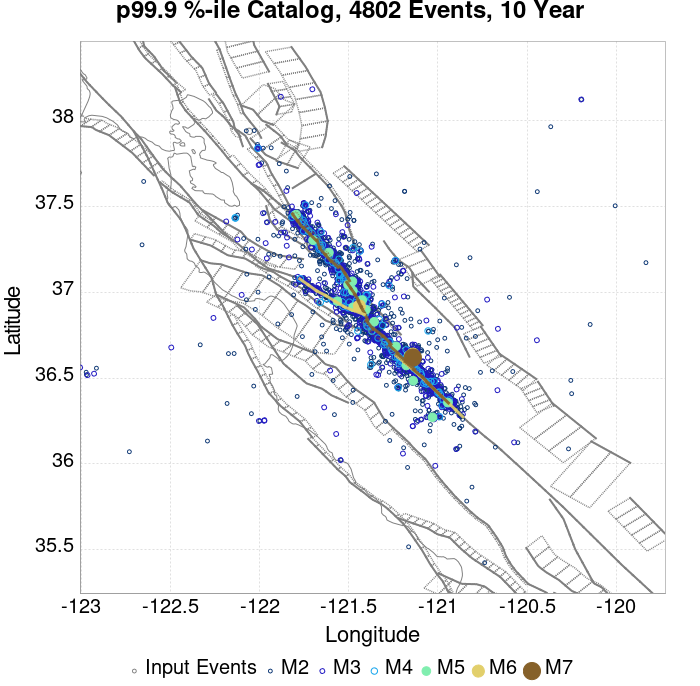 p99.9 %-ile Catalog, 4802 Events, 10 Year
38
37.5
37
36.5
36
35.5
Latitude
-123 -122.5 -122 -121.5 -121 -120.5 -120
Longitude
Input Events M2 M3 M4 M5 M6 M7